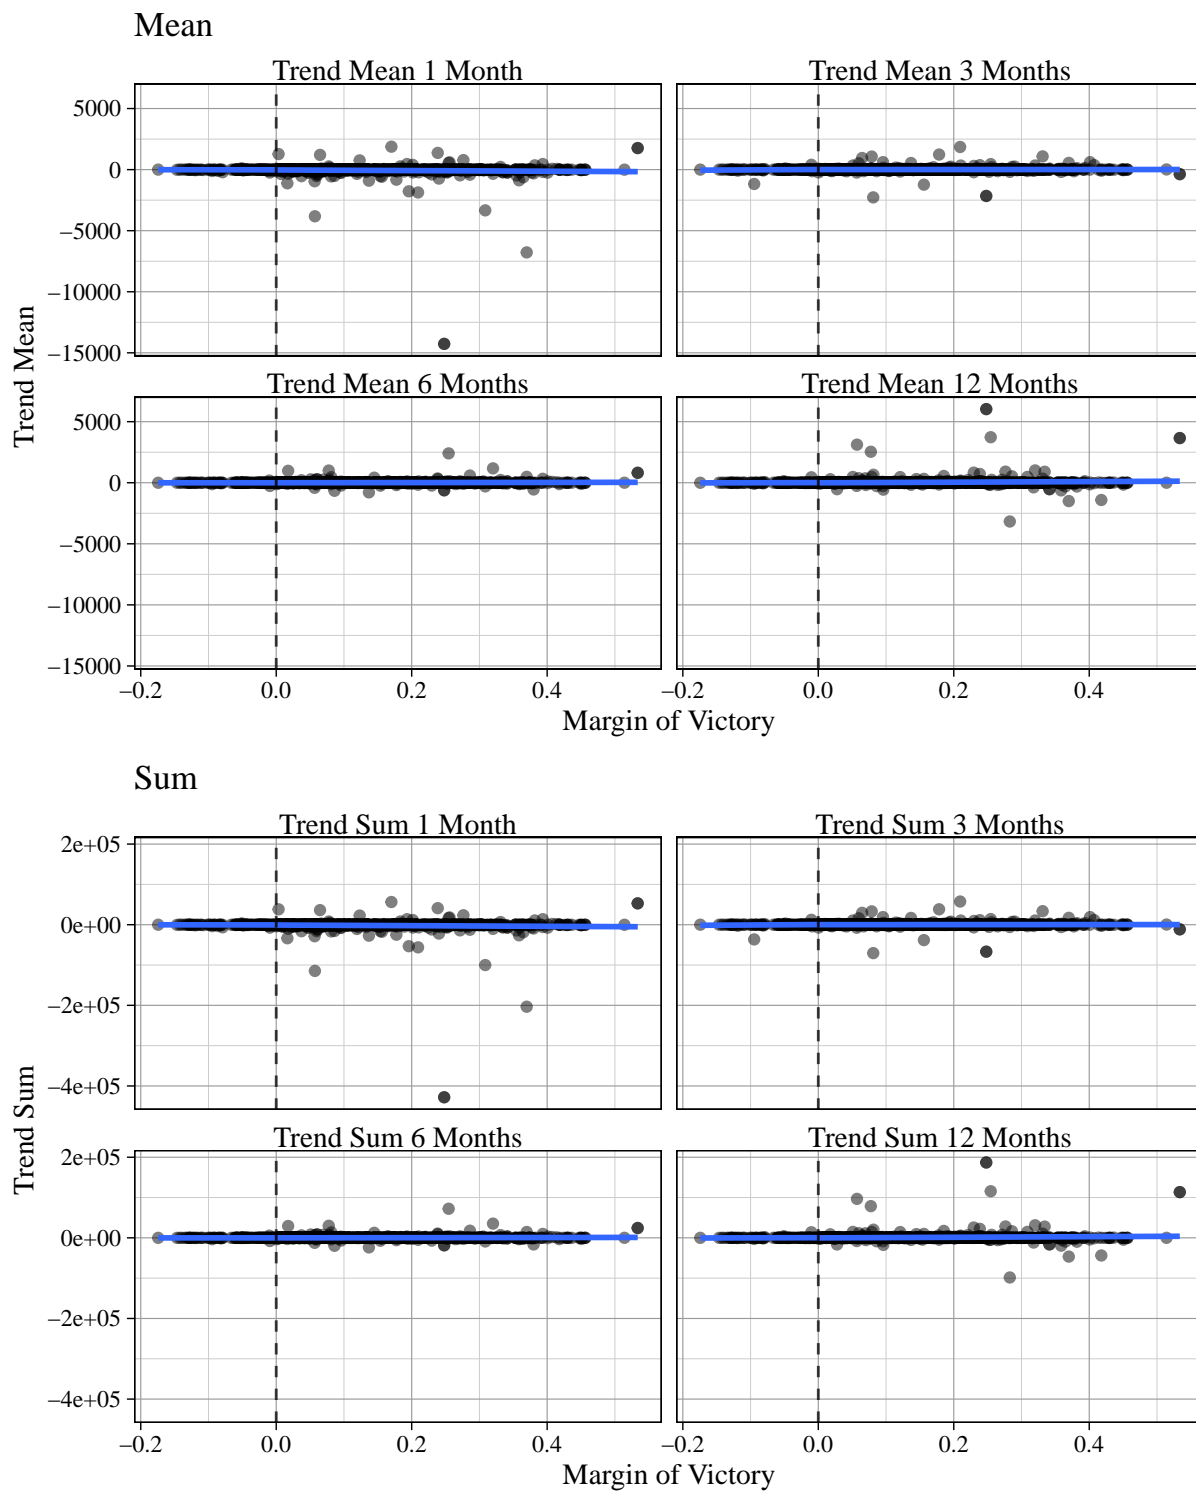 Mean
Trend Mean 1 Month
Trend Mean 3 Months
5000
0
−5000
−10000
−15000
Trend Mean 6 Months
Trend Mean 12 Months
5000
0
−5000
−10000
−15000
Trend Mean
−0.2 0.0 0.2 0.4 −0.2 0.0 0.2 0.4
Margin of Victory
Sum
Trend Sum 1 Month
Trend Sum 3 Months
2e+05
0e+00
−2e+05
−4e+05
Trend Sum 6 Months
Trend Sum 12 Months
2e+05
0e+00
−2e+05
−4e+05
Trend Sum
−0.2 0.0 0.2 0.4 −0.2 0.0 0.2 0.4
Margin of Victory